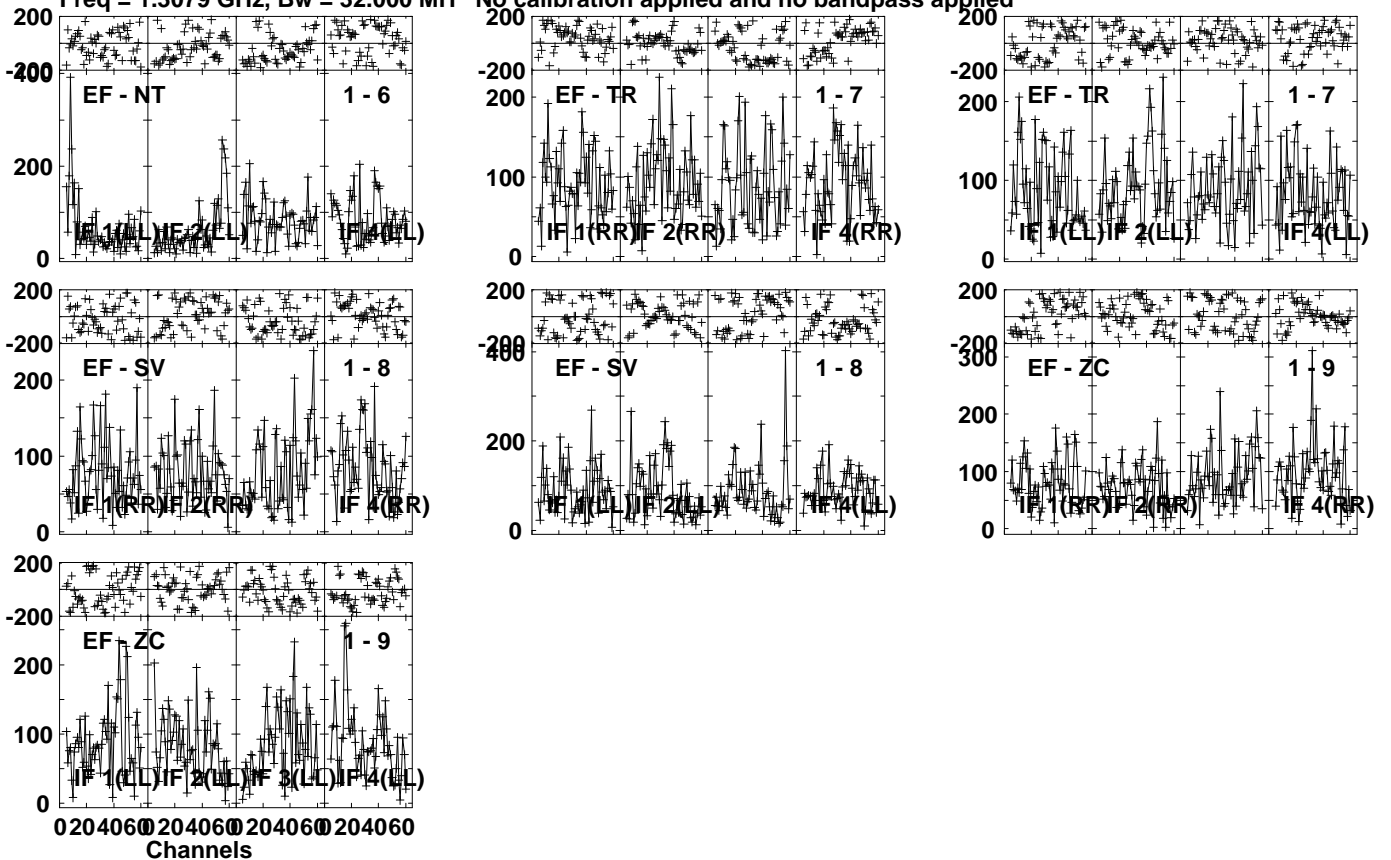 Freq = 1.3079 GHz, Bw = 32.000 MH No calibration applied and no bandpass applied
200
-200
400
200
0
EF - NT
1 - 6
IF 1(LL)
IF 2(LL)
IF 4(LL)
200
-200
200
100
0
EF - TR
1 - 7
IF 1(RR)
IF 2(RR)
IF 4(RR)
200
-200
200
100
0
EF - TR
1 - 7
IF 1(LL)
IF 2(LL)
IF 4(LL)
200
-200
200
100
0
EF - SV
1 - 8
IF 1(RR)
IF 2(RR)
IF 4(RR)
200
-200
400
200
0
EF - SV
1 - 8
IF 1(LL)
IF 2(LL)
IF 4(LL)
200
-200
300
200
100
0
EF - ZC
1 - 9
IF 1(RR)
IF 2(RR)
IF 4(RR)
200
-200
200
100
0
EF - ZC
1 - 9
IF 1(LL)
IF 2(LL)
IF 3(LL)
IF 4(LL)
0 20 40 60 0 20 40 60 0 20 40 60 0 20 40 60
Channels